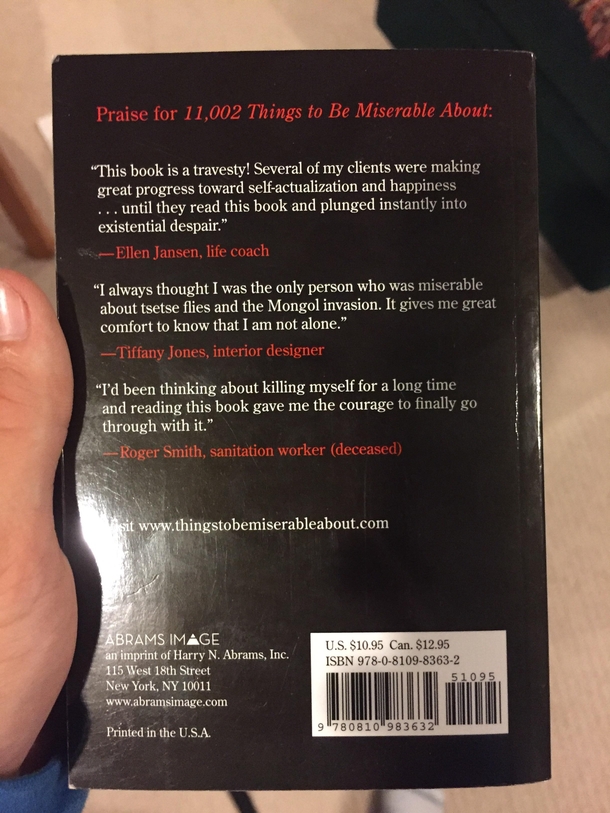 Praise for 11,002 Things to Be Miserable About:
“This book is a travesty! Several of my clients were making
great progress toward self-actualization and happiness
. . . until they read this book and plunged instantly into
existential despair.”
—Ellen Jansen, life coach
“I always thought I was the only person who was miserable
about tsetse flies and the Mongol invasion. It gives me great
comfort to know that I am not alone.”
—Tiffany Jones, interior designer
“I’d been thinking about killing myself for a long time
and reading this book gave me the courage to finally go
through with it.”
—Roger Smith, sanitation worker (deceased)
www.thingstobemiserableabout.com
ABRAMS IMAGE
an imprint of Harry N. Abrams, Inc.
115 West 18th Street
New York, NY 10011
www.abramsimage.com
Printed in the U.S.A.
U.S. $10.95 Can. $12.95
ISBN 978-0-8109-8363-2
51095
9 780810 983632